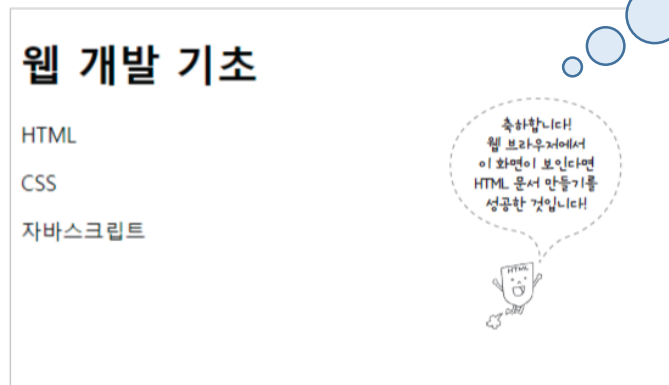 웹 개발 기초
HTML
CSS
자바스크립트
축하합니다!
웹 브라우저에서
이 화면이 보인다면
HTML 문서 만들기를
성공한 것입니다!
HTML